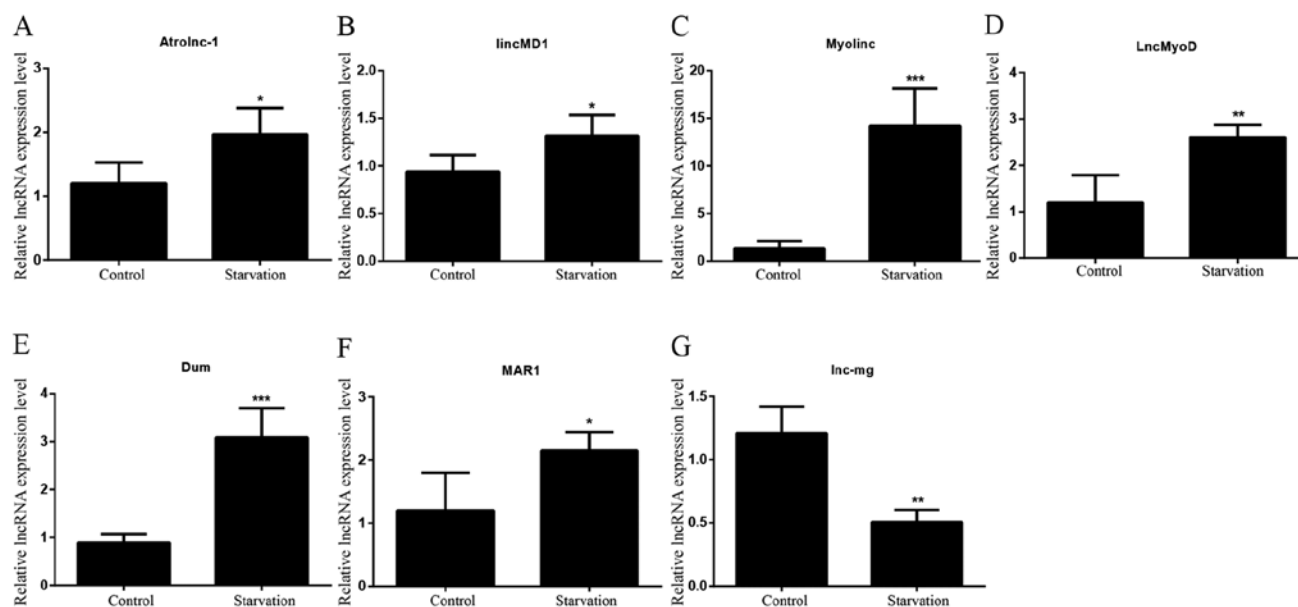 A
Atrolnc-1
Relative lncRNA expression level
3
2
1
0
*
Control
Starvation
B
lincMD1
Relative lncRNA expression level
2.0
1.5
1.0
0.5
0.0
*
Control
Starvation
C
Myolinc
Relative lncRNA expression level
20
15
10
5
0
***
Control
Starvation
D
LncMyoD
Relative lncRNA expression level
4
3
2
1
0
**
Control
Starvation
E
Dum
Relative lncRNA expression level
4
3
2
1
0
***
Control
Starvation
F
MAR1
Relative lncRNA expression level
3
2
1
0
*
Control
Starvation
G
lnc-mg
Relative lncRNA expression level
1.5
1.0
0.5
0.0
**
Control
Starvation